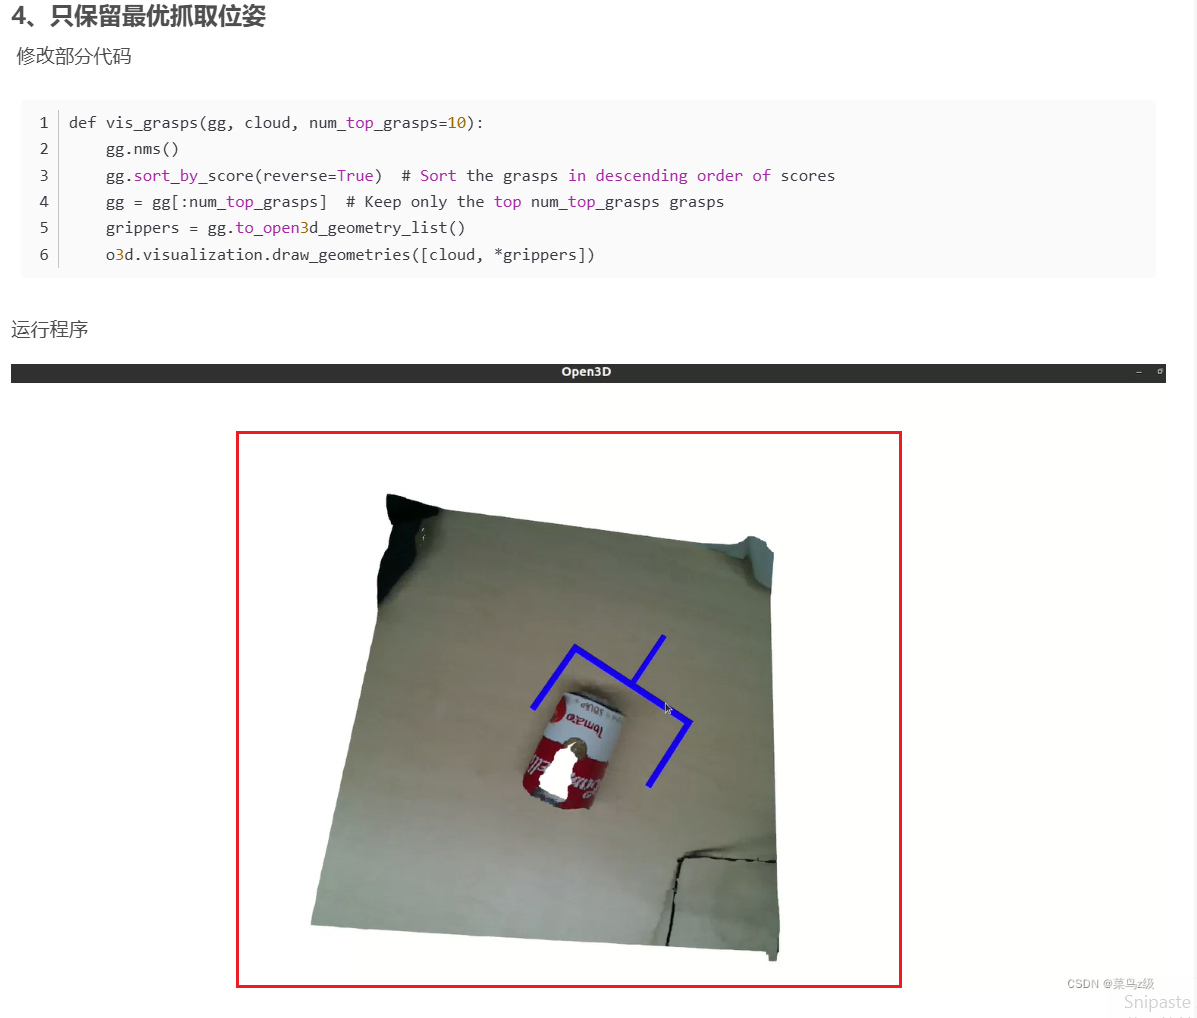 4、只保留最优抓取位姿
修改部分代码
1 def vis_grasps(gg, cloud, num_top_grasps=10):
2     gg.nms()
3     gg.sort_by_score(reverse=True)  # Sort the grasps in descending order of scores
4     gg = gg[:num_top_grasps]  # Keep only the top num_top_grasps grasps
5     grippers = gg.to_open3d_geometry_list()
6     o3d.visualization.draw_geometries([cloud, *grippers])
运行程序
Open3D
SOUP
Tomato
CSDN @菜鸟z级
Snipaste